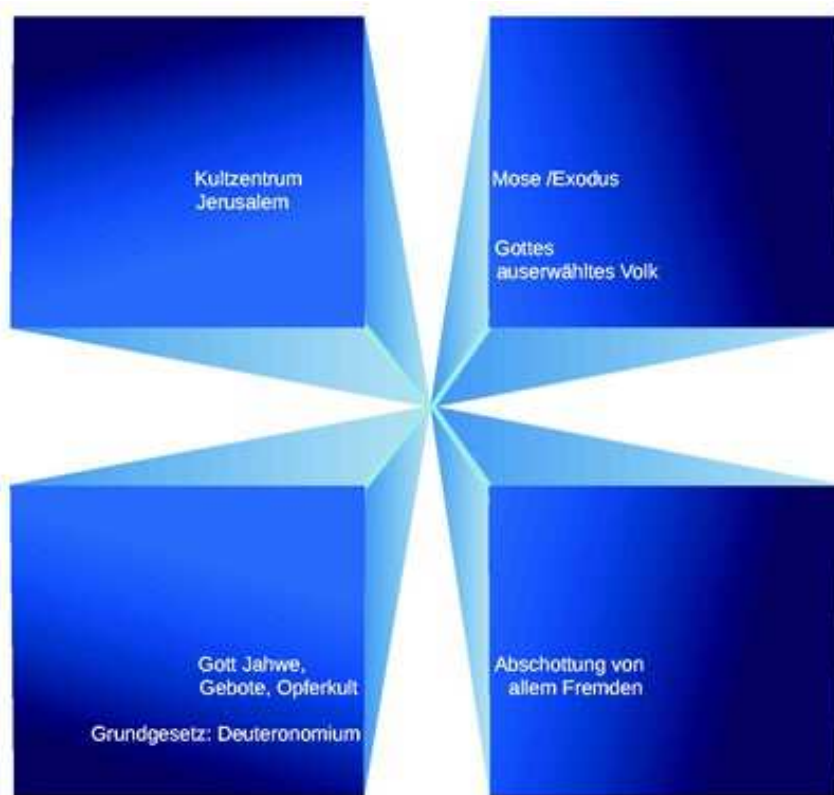 Kultzentrum
Jerusalem
Mose /Exodus
Gottes
auserwähltes Volk
Gott Jahwe,
Gebote, Opferkult
Grundgesetz: Deuteronomium
Abschottung von
allem Fremden